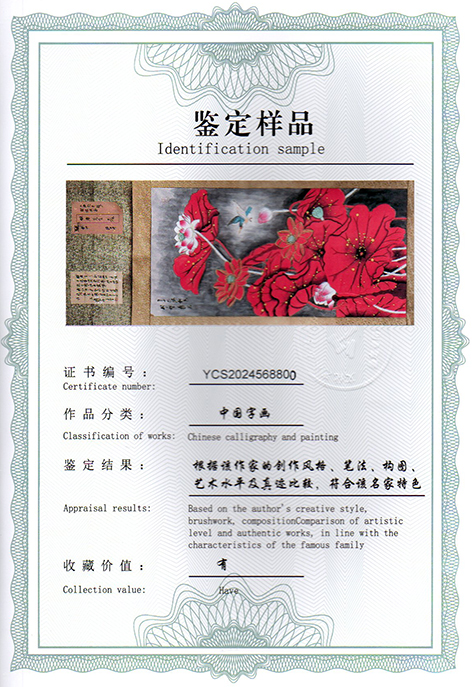 鉴定样品
Identification sample
证书编号：
YCS2024568800
Certificate number:
作品分类：
中国字画
Classification of works: Chinese calligraphy and painting
鉴定结果：
根据该作家的创作风格、笔法、构图、
艺术水平及真迹比较，符合该名家特色
Appraisal results:
Based on the author's creative style,
brushwork, compositionComparison of artistic
level and authentic works, in line with the
characteristics of the famous family
收藏价值：
有
Collection value:
Have